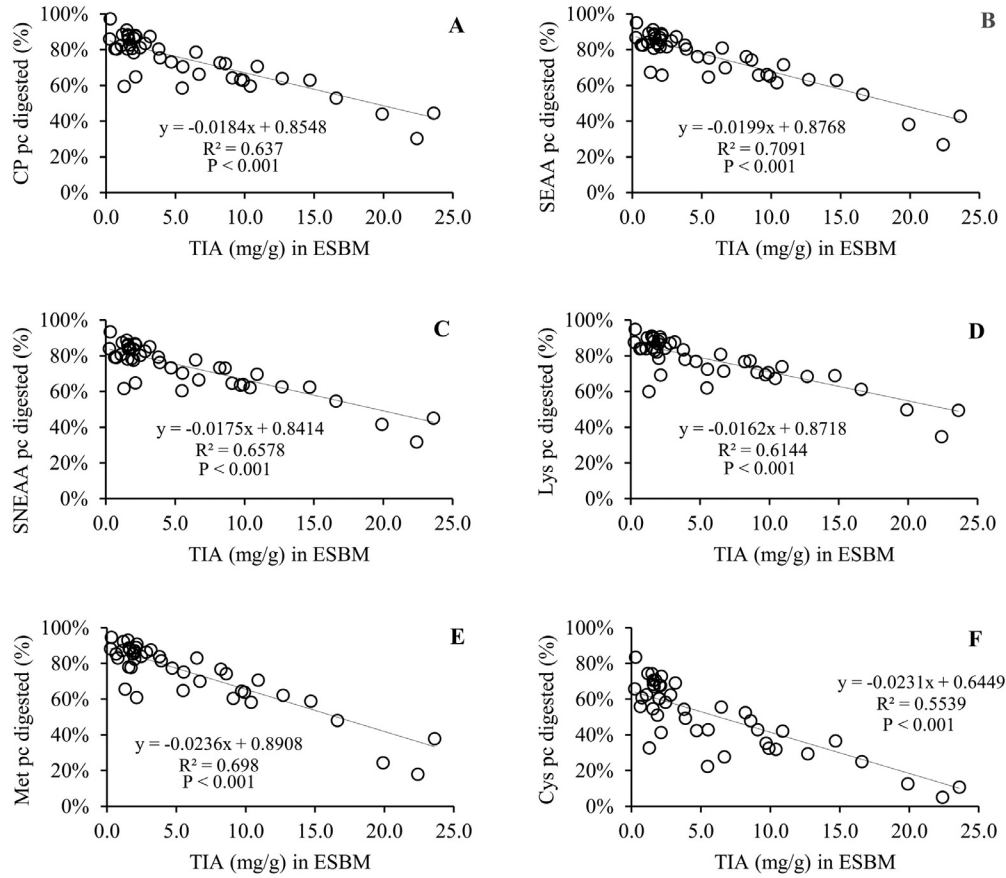 A
CP pc digested (%)
100%
80%
60%
40%
20%
0%
y = -0.0184x + 0.8548
R² = 0.637
P < 0.001
0.0 5.0 10.0 15.0 20.0 25.0
TIA (mg/g) in ESBM
B
SEAA pc digested (%)
100%
80%
60%
40%
20%
0%
y = -0.0199x + 0.8768
R² = 0.7091
P < 0.001
0.0 5.0 10.0 15.0 20.0 25.0
TIA (mg/g) in ESBM
C
SNEAA pc digested (%)
100%
80%
60%
40%
20%
0%
y = -0.0175x + 0.8414
R² = 0.6578
P < 0.001
0.0 5.0 10.0 15.0 20.0 25.0
TIA (mg/g) in ESBM
D
Lys pc digested (%)
100%
80%
60%
40%
20%
0%
y = -0.0162x + 0.8718
R² = 0.6144
P < 0.001
0.0 5.0 10.0 15.0 20.0 25.0
TIA (mg/g) in ESBM
E
Met pc digested (%)
100%
80%
60%
40%
20%
0%
y = -0.0236x + 0.8908
R² = 0.698
P < 0.001
0.0 5.0 10.0 15.0 20.0 25.0
TIA (mg/g) in ESBM
F
Cys pc digested (%)
100%
80%
60%
40%
20%
0%
y = -0.0231x + 0.6449
R² = 0.5539
P < 0.001
0.0 5.0 10.0 15.0 20.0 25.0
TIA (mg/g) in ESBM